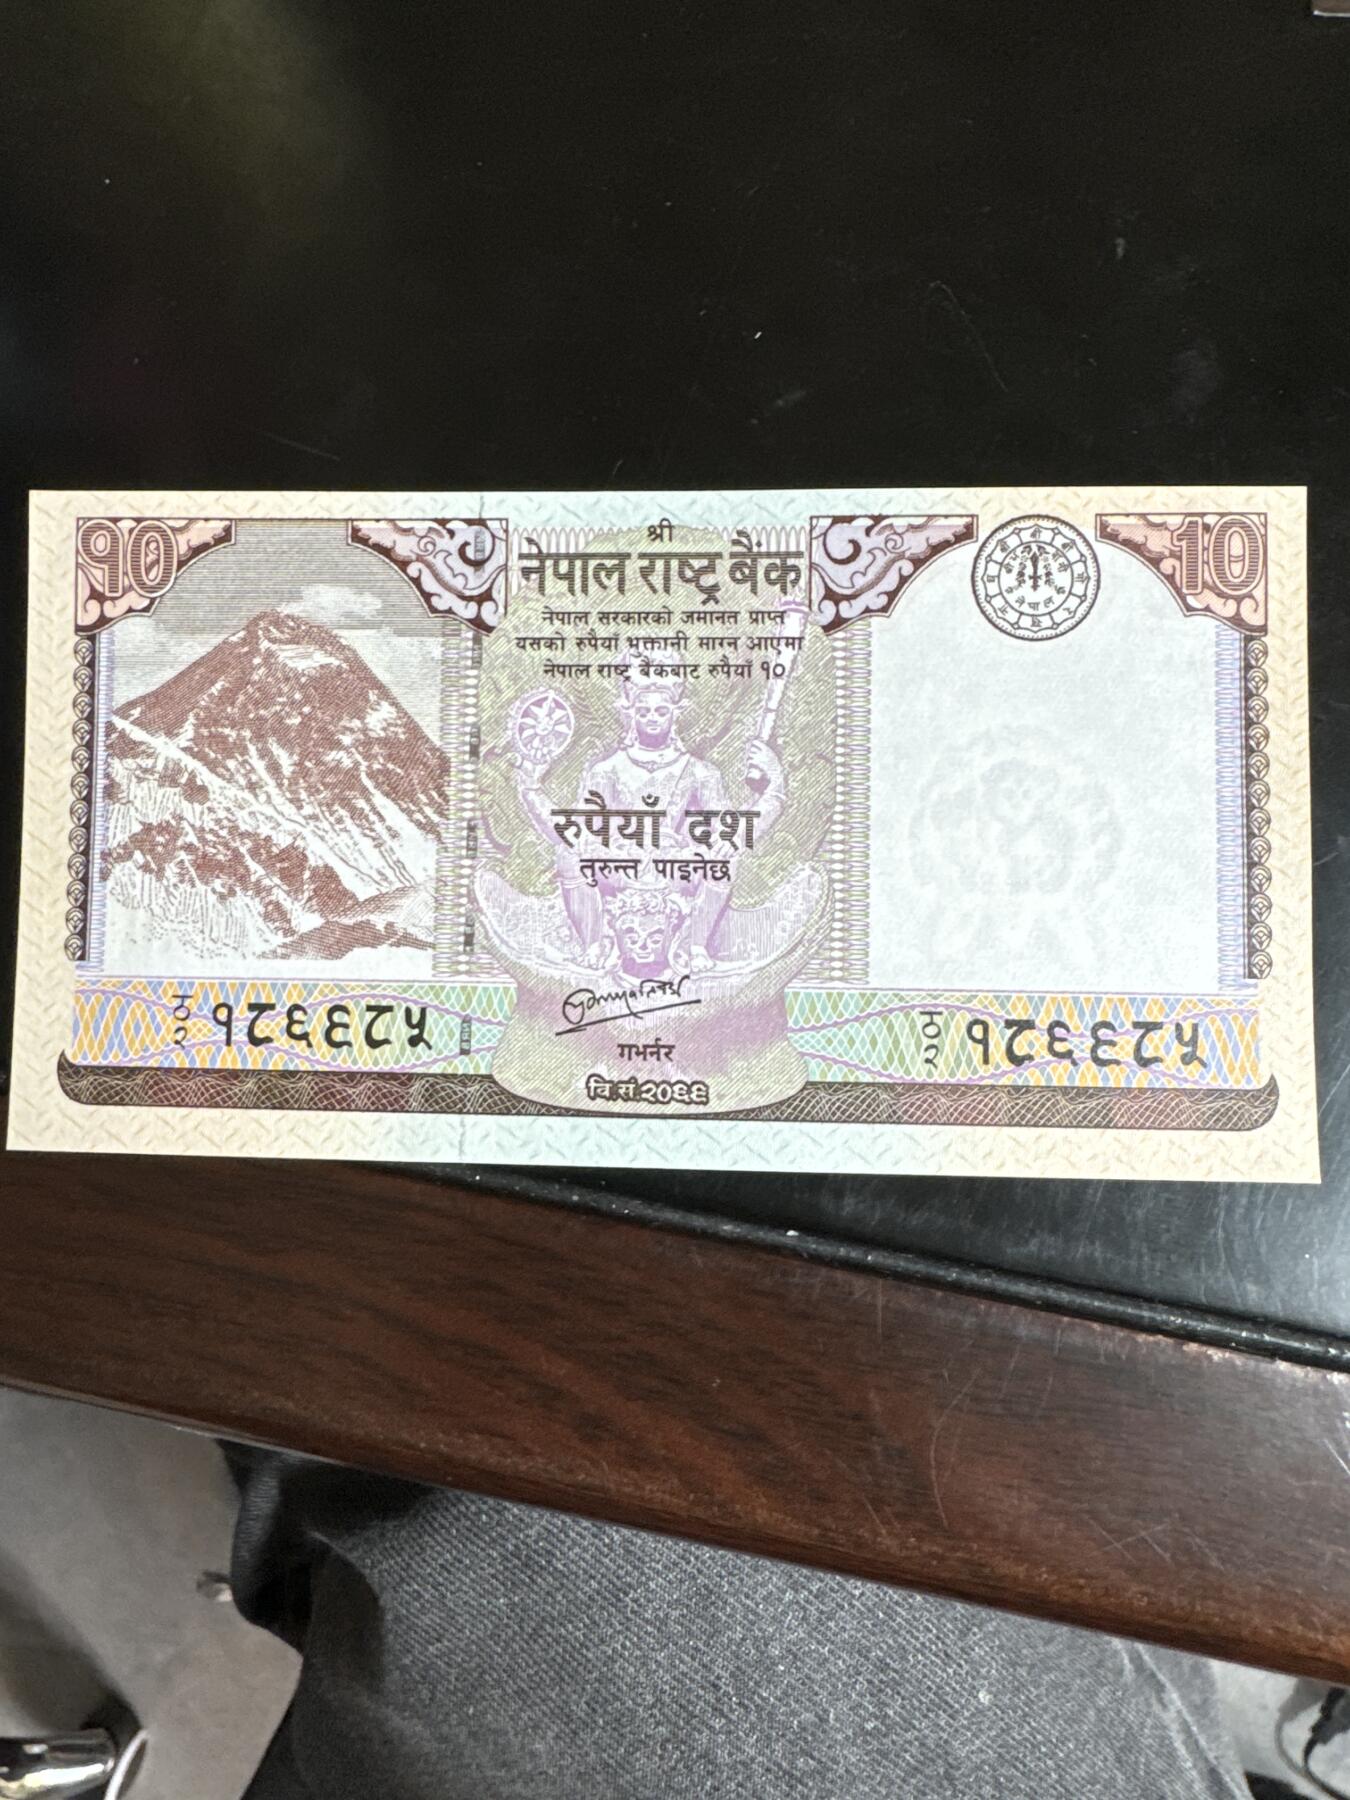 १०
श्री
नेपाल राष्ट्र बैंक
10
नेपाल सरकारको जमानत प्राप्त
यसको रुपैयाँ भुक्तानी माग्न आएमा
नेपाल राष्ट्र बैंकबाट रुपैयाँ १०
रुपैयाँ दश
तुरुन्त पाइनेछ
गभर्नर
वि.सं.२०६६
१८६६८५
१८६६८५